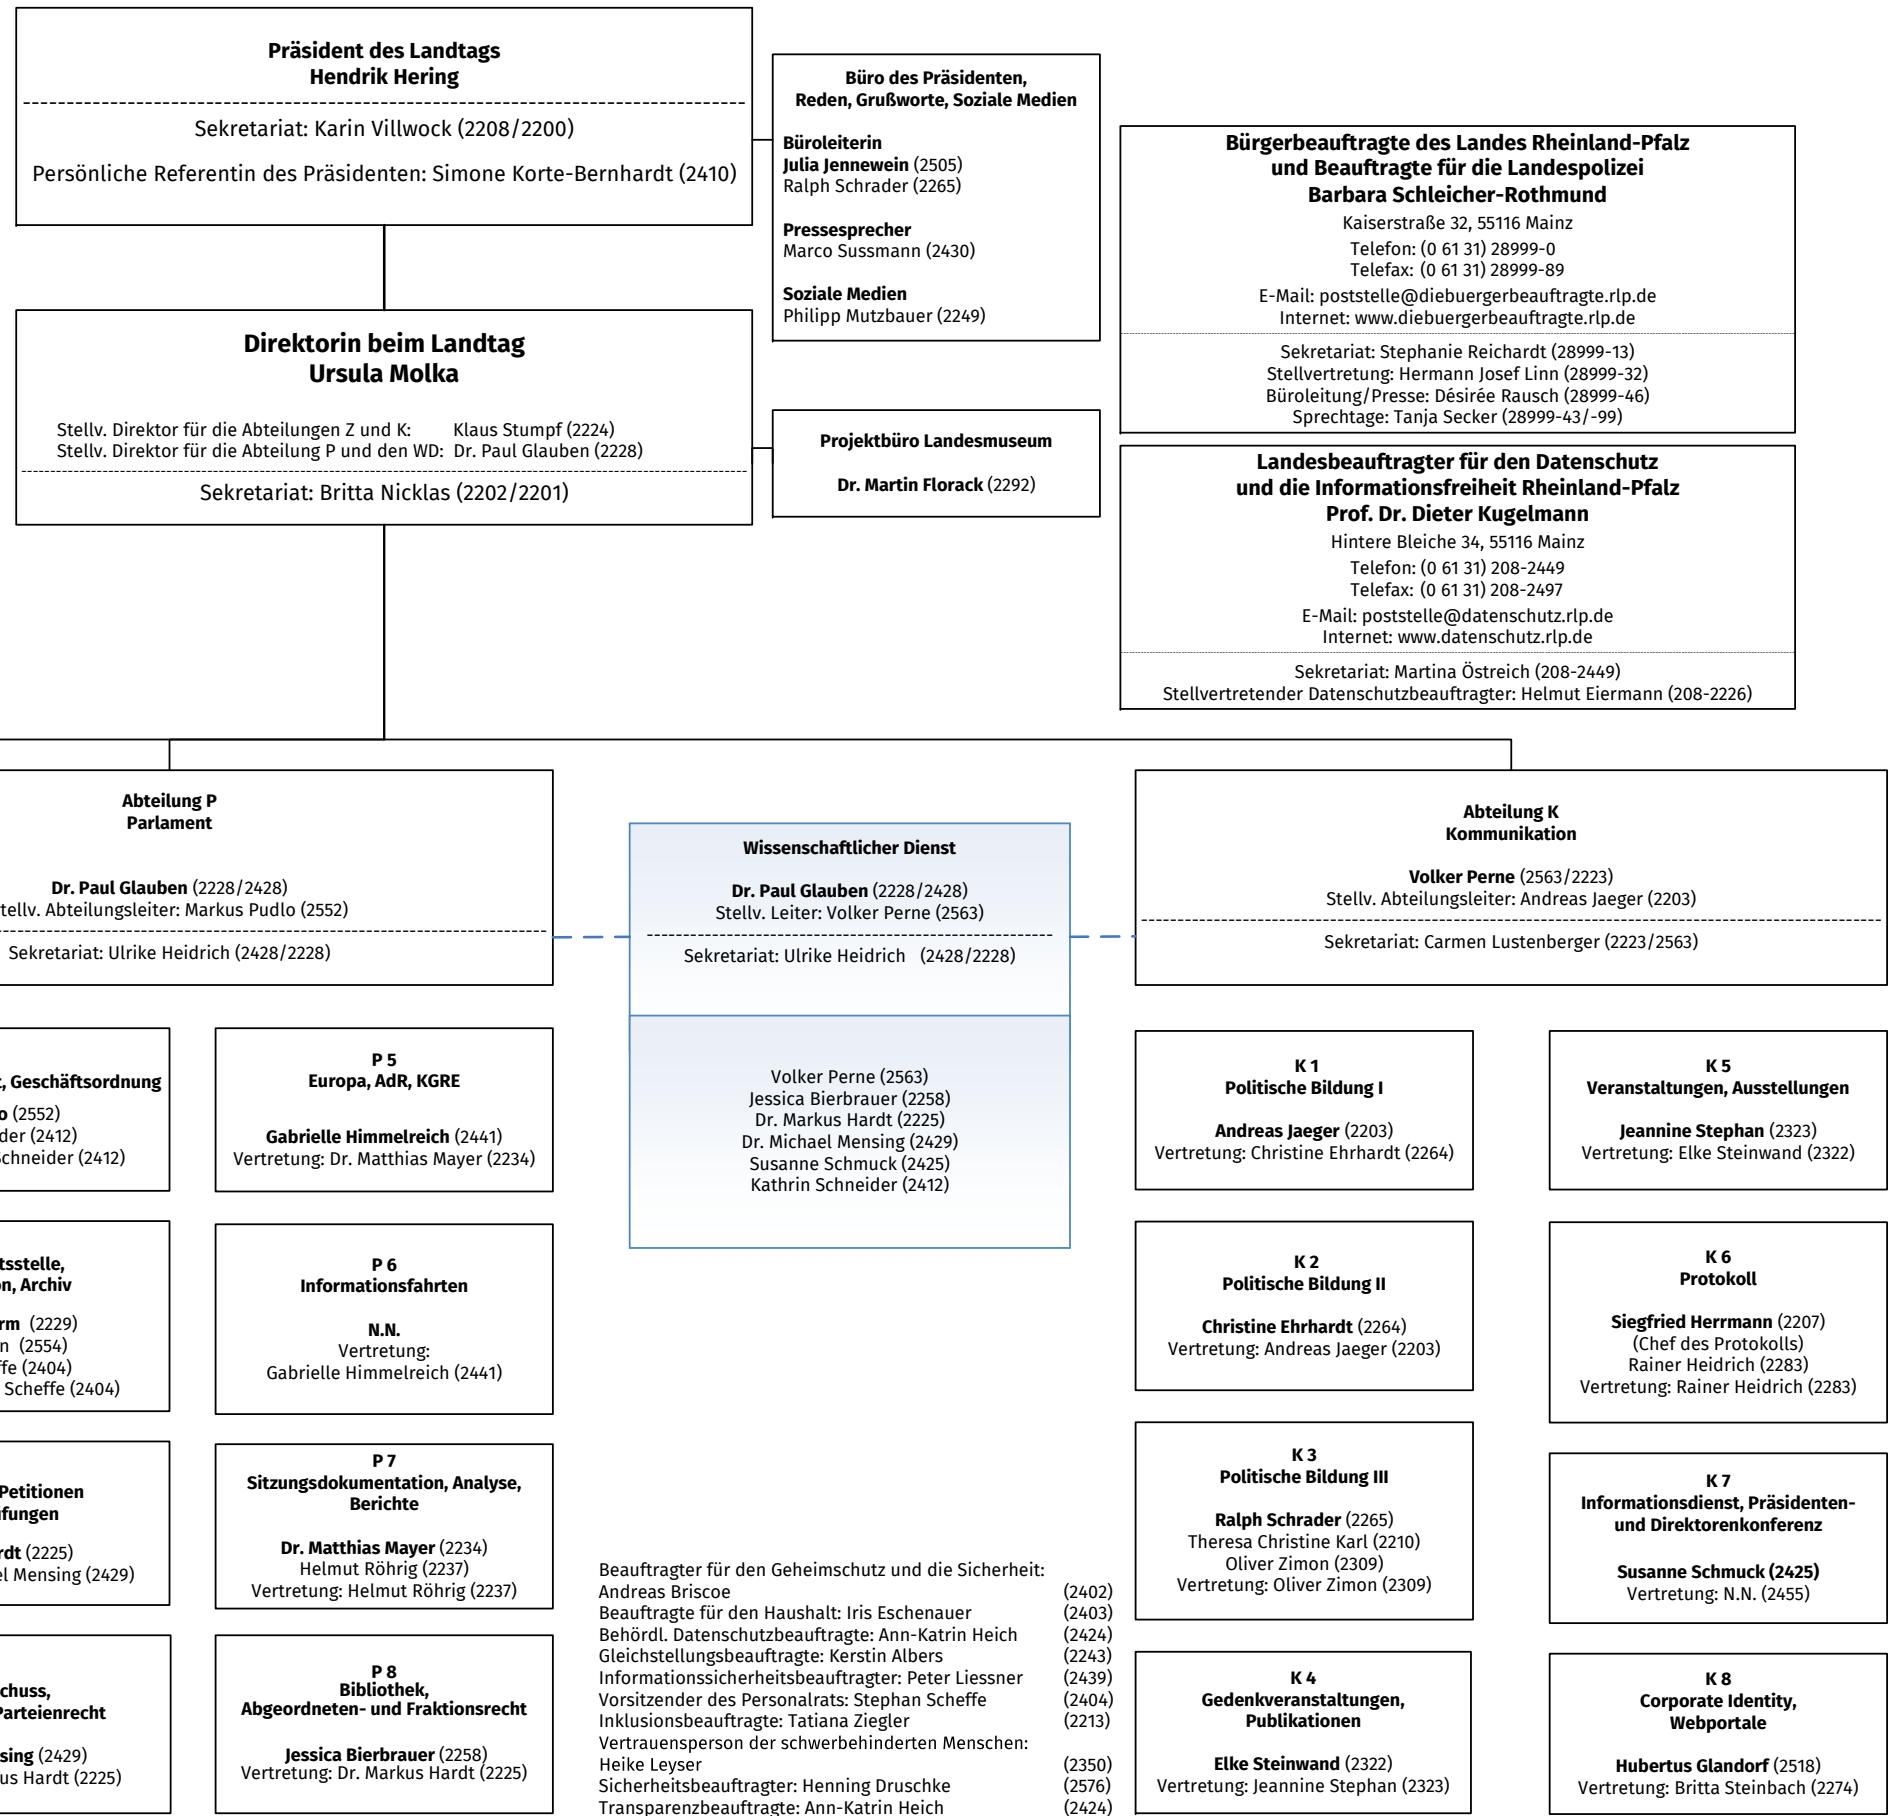 Präsident des Landtags
Hendrik Hering
Sekretariat: Karin Villwock (2208/2200)
Persönliche Referentin des Präsidenten: Simone Korte-Bernhardt (2410)
Büro des Präsidenten,
Reden, Grußworte, Soziale Medien
Büroleiterin
Julia Jennewein (2505)
Ralph Schrader (2265)
Pressesprecher
Marco Sussmann (2430)
Soziale Medien
Philipp Mutzbauer (2249)
Bürgerbeauftragte des Landes Rheinland-Pfalz
und Beauftragte für die Landespolizei
Barbara Schleicher-Rothmund
Kaiserstraße 32, 55116 Mainz
Telefon: (0 61 31) 28999-0
Telefax: (0 61 31) 28999-89
E-Mail: poststelle@diebuergerbeauftragte.rlp.de
Internet: www.diebuergerbeauftragte.rlp.de
Sekretariat: Stephanie Reichardt (28999-13)
Stellvertretung: Hermann Josef Linn (28999-32)
Büroleitung/Presse: Désirée Rausch (28999-46)
Sprechtage: Tanja Secker (28999-43/-99)
Direktorin beim Landtag
Ursula Molka
Stellv. Direktor für die Abteilungen Z und K: Klaus Stumpf (2224)
Stellv. Direktor für die Abteilung P und den WD: Dr. Paul Glauben (2228)
Sekretariat: Britta Nicklas (2202/2201)
Projektbüro Landesmuseum
Dr. Martin Florack (2292)
Landesbeauftragter für den Datenschutz
und die Informationsfreiheit Rheinland-Pfalz
Prof. Dr. Dieter Kugelmann
Hintere Bleiche 34, 55116 Mainz
Telefon: (0 61 31) 208-2449
Telefax: (0 61 31) 208-2497
E-Mail: poststelle@datenschutz.rlp.de
Internet: www.datenschutz.rlp.de
Sekretariat: Martina Östreich (208-2449)
Stellvertretender Datenschutzbeauftragter: Helmut Eiermann (208-2226)
Abteilung P
Parlament
Dr. Paul Glauben (2228/2428)
tellv. Abteilungsleiter: Markus Pudlo (2552)
Sekretariat: Ulrike Heidrich (2428/2228)
Wissenschaftlicher Dienst
Dr. Paul Glauben (2228/2428)
Stellv. Leiter: Volker Perne (2563)
Sekretariat: Ulrike Heidrich (2428/2228)
Volker Perne (2563)
Jessica Bierbrauer (2258)
Dr. Markus Hardt (2225)
Dr. Michael Mensing (2429)
Susanne Schmuck (2425)
Kathrin Schneider (2412)
Abteilung K
Kommunikation
Volker Perne (2563/2223)
Stellv. Abteilungsleiter: Andreas Jaeger (2203)
Sekretariat: Carmen Lustenberger (2223/2563)
, Geschäftsordnung
o (2552)
der (2412)
Schneider (2412)
tsstelle,
n, Archiv
rm (2229)
n (2554)
ffe (2404)
Scheffe (2404)
Petitionen
fungen
rdt (2225)
el Mensing (2429)
chuss,
Parteienrecht
sing (2429)
us Hardt (2225)
P 5
Europa, AdR, KGRE
Gabrielle Himmelreich (2441)
Vertretung: Dr. Matthias Mayer (2234)
P 6
Informationsfahrten
N.N.
Vertretung:
Gabrielle Himmelreich (2441)
P 7
Sitzungsdokumentation, Analyse,
Berichte
Dr. Matthias Mayer (2234)
Helmut Röhrig (2237)
Vertretung: Helmut Röhrig (2237)
P 8
Bibliothek,
Abgeordneten- und Fraktionsrecht
Jessica Bierbrauer (2258)
Vertretung: Dr. Markus Hardt (2225)
Beauftragter für den Geheimschutz und die Sicherheit:
Andreas Briscoe (2402)
Beauftragte für den Haushalt: Iris Eschenauer (2403)
Behördl. Datenschutzbeauftragte: Ann-Katrin Heich (2424)
Gleichstellungsbeauftragte: Kerstin Albers (2243)
Informationssicherheitsbeauftragter: Peter Liessner (2439)
Vorsitzender des Personalrats: Stephan Scheffe (2404)
Inklusionsbeauftragte: Tatiana Ziegler (2213)
Vertrauensperson der schwerbehinderten Menschen:
Heike Leyser (2350)
Sicherheitsbeauftragter: Henning Druschke (2576)
Transparenzbeauftragte: Ann-Katrin Heich (2424)
K 1
Politische Bildung I
Andreas Jaeger (2203)
Vertretung: Christine Ehrhardt (2264)
K 2
Politische Bildung II
Christine Ehrhardt (2264)
Vertretung: Andreas Jaeger (2203)
K 3
Politische Bildung III
Ralph Schrader (2265)
Theresa Christine Karl (2210)
Oliver Zimon (2309)
Vertretung: Oliver Zimon (2309)
K 4
Gedenkveranstaltungen,
Publikationen
Elke Steinwand (2322)
Vertretung: Jeannine Stephan (2323)
K 5
Veranstaltungen, Ausstellungen
Jeannine Stephan (2323)
Vertretung: Elke Steinwand (2322)
K 6
Protokoll
Siegfried Herrmann (2207)
(Chef des Protokolls)
Rainer Heidrich (2283)
Vertretung: Rainer Heidrich (2283)
K 7
Informationsdienst, Präsidenten-
und Direktorenkonferenz
Susanne Schmuck (2425)
Vertretung: N.N. (2455)
K 8
Corporate Identity,
Webportale
Hubertus Glandorf (2518)
Vertretung: Britta Steinbach (2274)